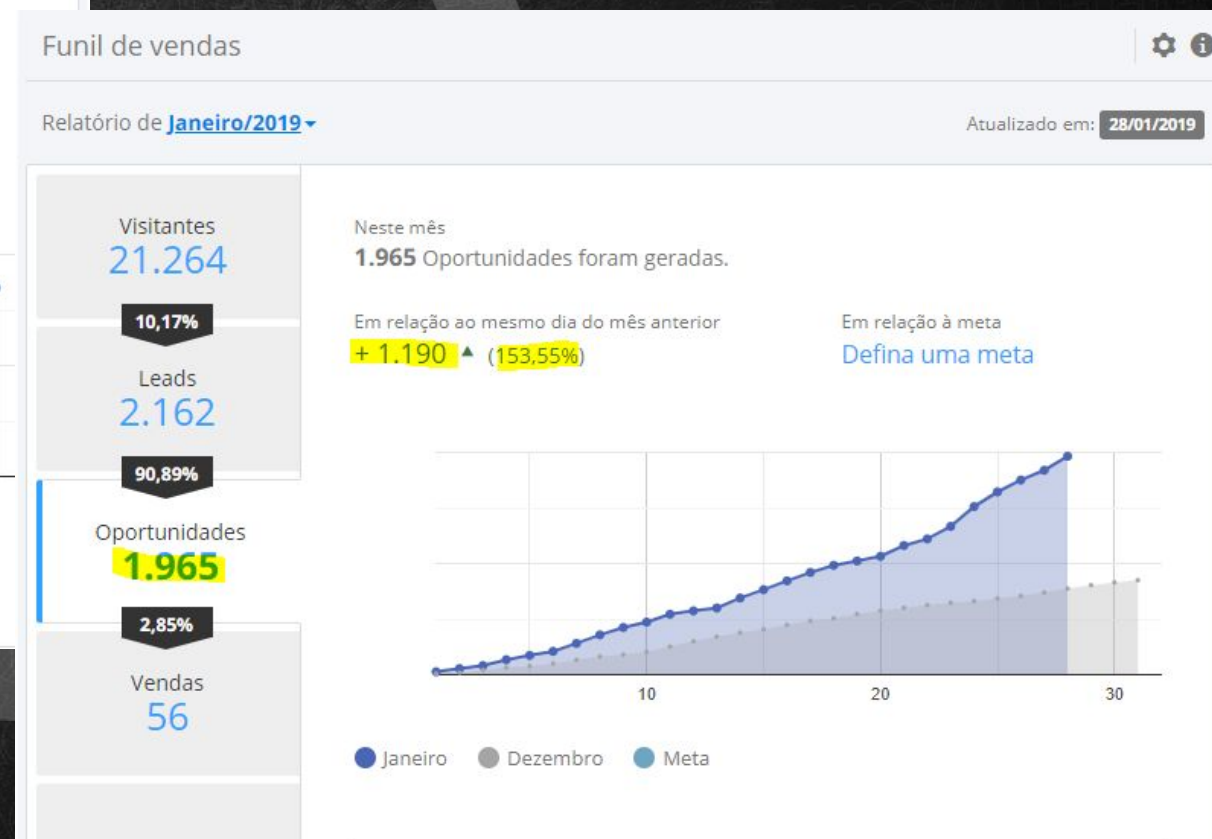 Funil de vendas
Relatório de Janeiro/2019
Atualizado em: 28/01/2019
Visitantes
21.264
10,17%
Leads
2.162
90,89%
Oportunidades
1.965
2,85%
Vendas
56
Neste mês
1.965 Oportunidades foram geradas.
Em relação ao mesmo dia do mês anterior
+ 1.190 ▲ (153,55%)
Em relação à meta
Defina uma meta
10 20 30
Janeiro Dezembro Meta